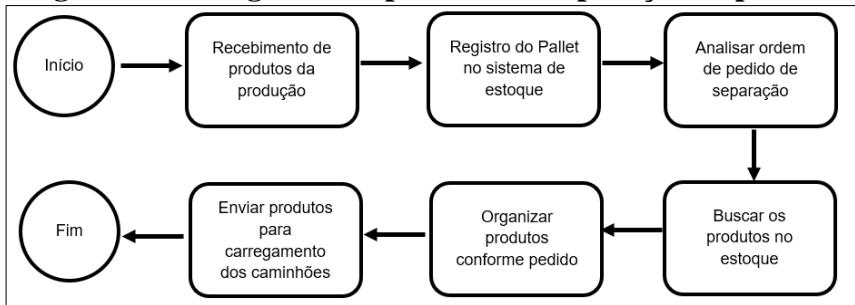 Início
Recebimento de
produtos da
produção
Registro do Pallet
no sistema de
estoque
Analisar ordem
de pedido de
separação
Buscar os
produtos no
estoque
Organizar
produtos
conforme pedido
Enviar produtos
para
carregamento
dos caminhões
Fim